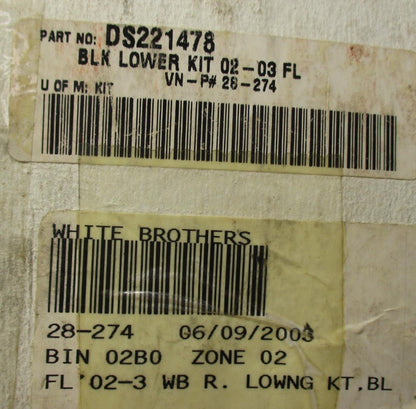 PART NO: DS221478
BLK LOWER KIT 02-03 FL
VN-P# 28-274
U OF M: KIT
WHITE BROTHERS
28-274 06/09/2003
BIN 02B0 ZONE 02
FL '02-3 WB R. LOWNG KT.BL